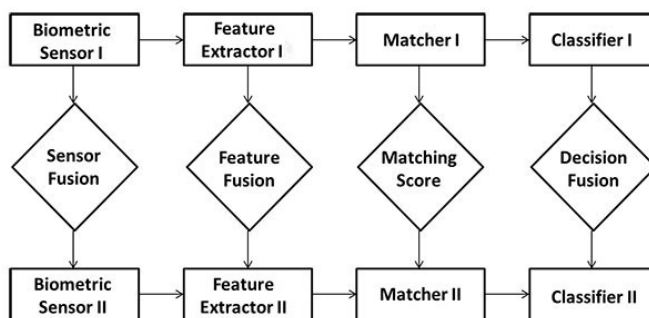 Biometric
Sensor I
Feature
Extractor I
Matcher I
Classifier I
Sensor
Fusion
Feature
Fusion
Matching
Score
Decision
Fusion
Biometric
Sensor II
Feature
Extractor II
Matcher II
Classifier II